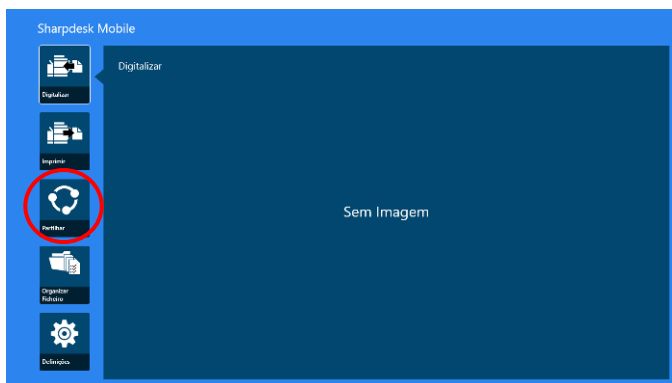 Sharpdesk Mobile
Digitalizar
Digitalizar
Imprimir
Sem Imagem
Partilhar
Organizar
Ficheiro
Definições